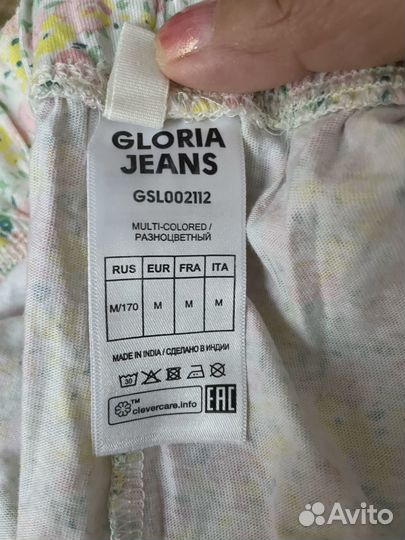 GLORIA
JEANS
GSL002112
MULTI-COLORED /
РАЗНОЦВЕТНЫЙ
RUS EUR FRA ITA
M/170 M M M
MADE IN INDIA / СДЕЛАНО В ИНДИИ
30
TM
clevercare.info EAC
Avito